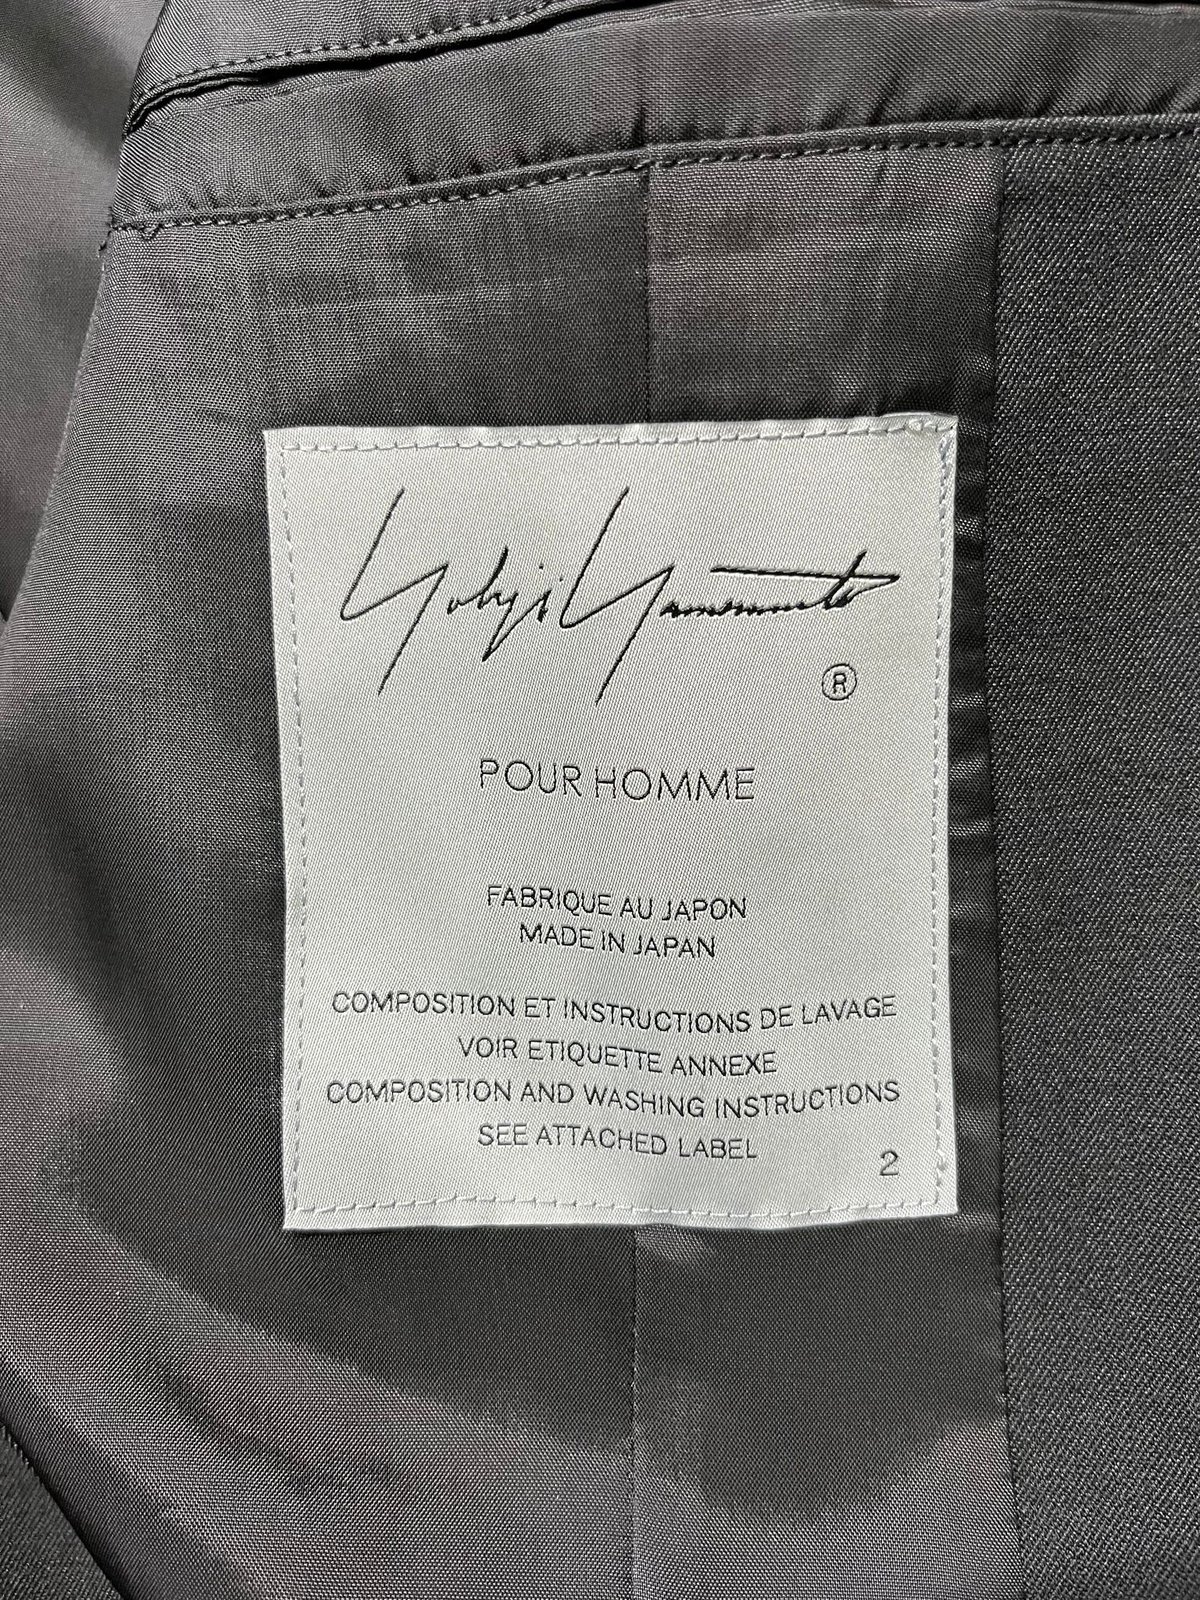 Yohji Yamamoto
®
POUR HOMME
FABRIQUE AU JAPON
MADE IN JAPAN
COMPOSITION ET INSTRUCTIONS DE LAVAGE
VOIR ETIQUETTE ANNEXE
COMPOSITION AND WASHING INSTRUCTIONS
SEE ATTACHED LABEL
2